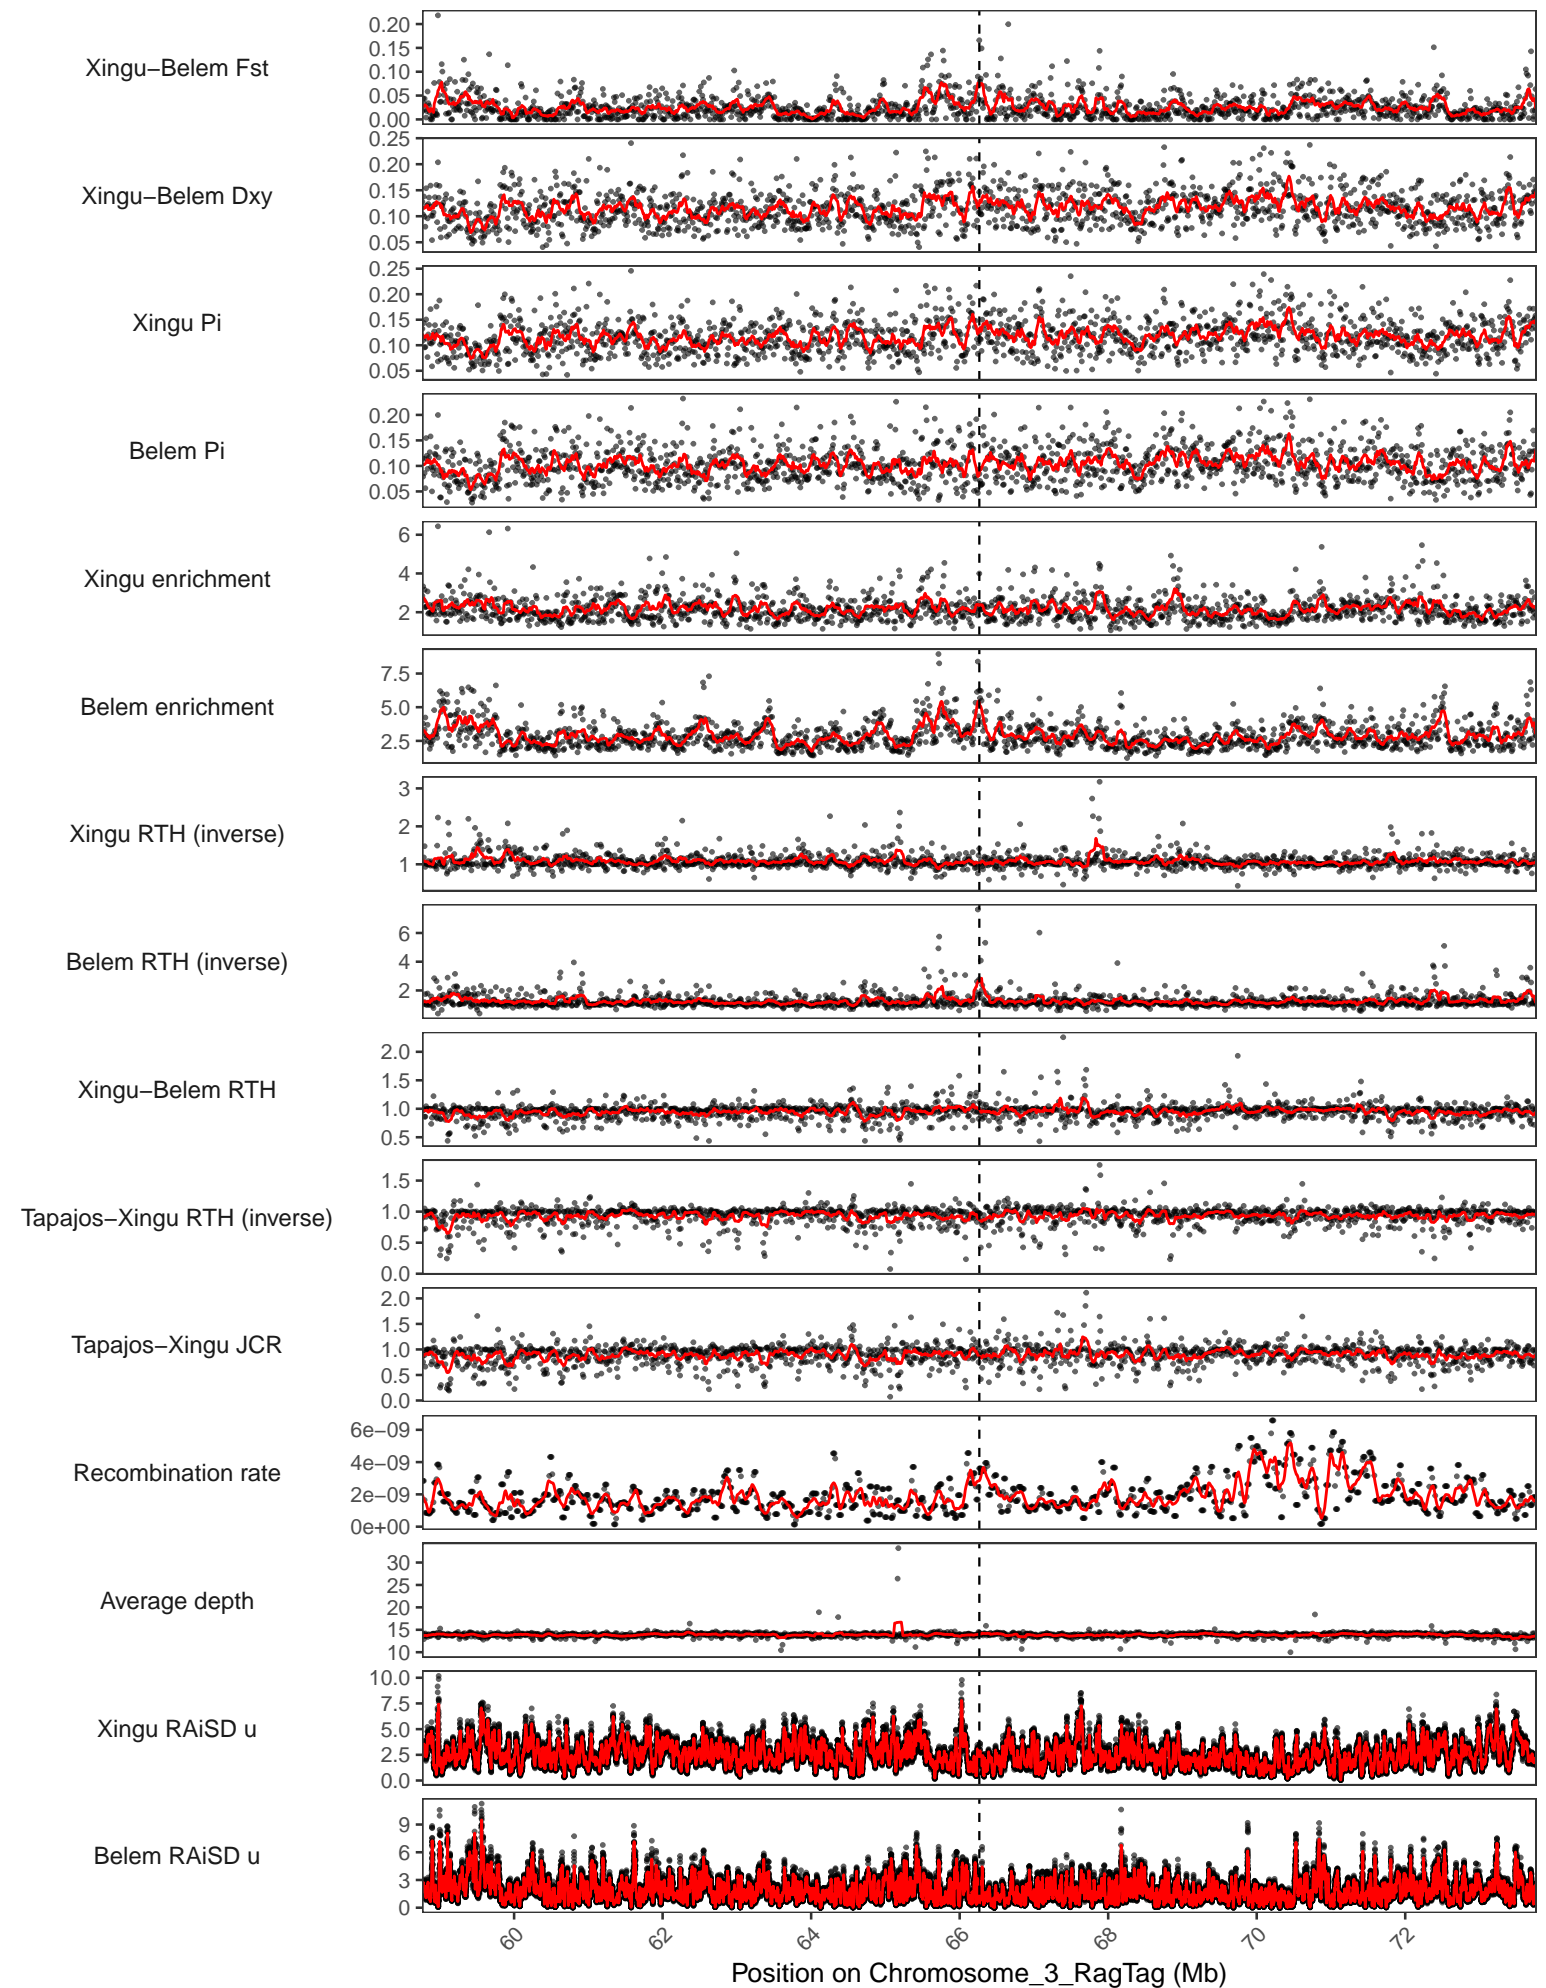 Xingu−Belem Fst
0.20
0.15
0.10
0.05
0.00
Xingu−Belem Dxy
0.25
0.20
0.15
0.10
0.05
Xingu Pi
0.25
0.20
0.15
0.10
0.05
Belem Pi
0.20
0.15
0.10
0.05
Xingu enrichment
6
4
2
Belem enrichment
7.5
5.0
2.5
Xingu RTH (inverse)
3
2
1
Belem RTH (inverse)
6
4
2
Xingu−Belem RTH
2.0
1.5
1.0
0.5
Tapajos−Xingu RTH (inverse)
1.5
1.0
0.5
0.0
Tapajos−Xingu JCR
2.0
1.5
1.0
0.5
0.0
Recombination rate
6e−09
4e−09
2e−09
0e+00
Average depth
30
25
20
15
10
Xingu RAiSD u
10.0
7.5
5.0
2.5
0.0
Belem RAiSD u
9
6
3
0
60 62 64 66 68 70 72
Position on Chromosome_3_RagTag (Mb)